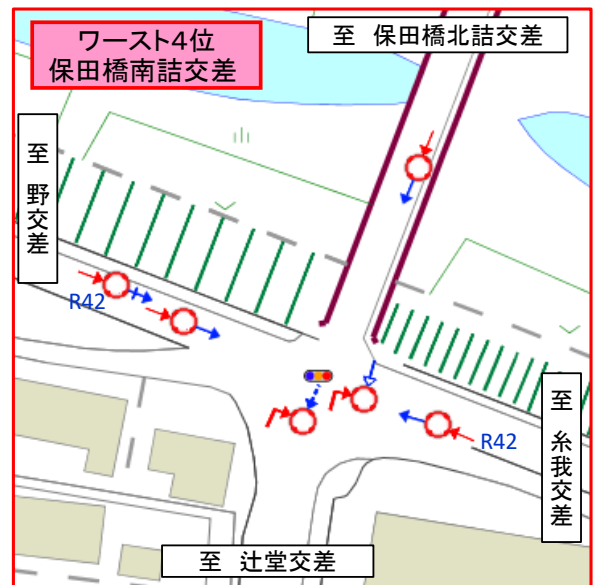 ワースト4位
保田橋南詰交差
至 保田橋北詰交差
至 野交差
R42
R42
至 糸我交差
至 辻堂交差